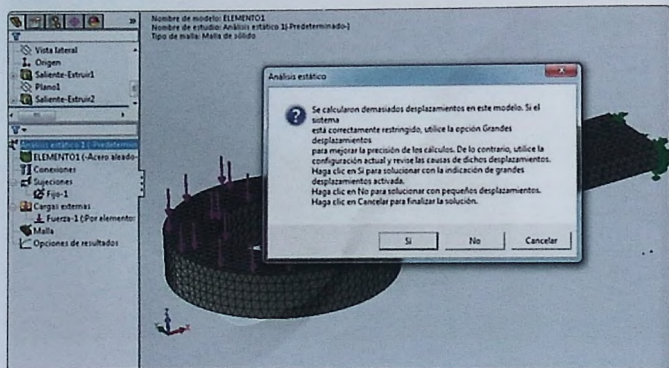 Nombre de modelo: ELEMENTO1
Nombre de estudio: Análisis estático 1(-Predeterminado-)
Tipo de malla: Malla de sólido
Vista lateral
Origen
Saliente-Extruir1
Plano1
Saliente-Extruir2
Análisis estático 1 (-Predetermin
ELEMENTO1 (-Acero aleado-
Conexiones
Sujeciones
Fijo-1
Cargas externas
Fuerza-1 (:Por elemento:
Malla
Opciones de resultados
Análisis estático
Se calcularon demasiados desplazamientos en este modelo. Si el
sistema
está correctamente restringido, utilice la opción Grandes
desplazamientos
para mejorar la precisión de los cálculos. De lo contrario, utilice la
configuración actual y revise las causas de dichos desplazamientos.
Haga clic en Sí para solucionar con la indicación de grandes
desplazamientos activada.
Haga clic en No para solucionar con pequeños desplazamientos.
Haga clic en Cancelar para finalizar la solución.
Sí No Cancelar